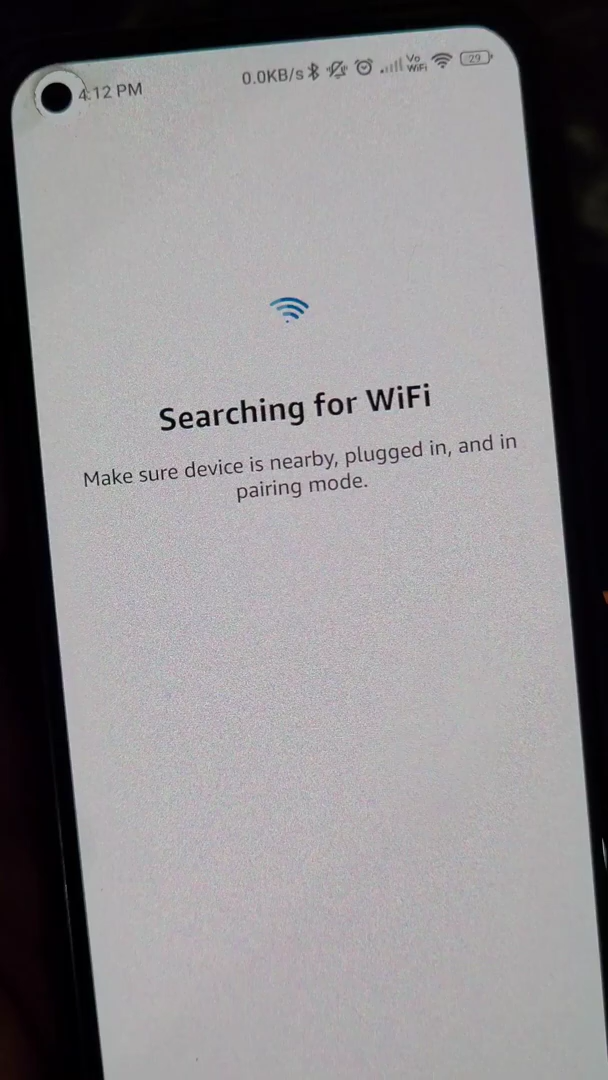 4:12 PM 0.0KB/s Vo WiFi 29
Searching for WiFi
Make sure device is nearby, plugged in, and in
pairing mode.